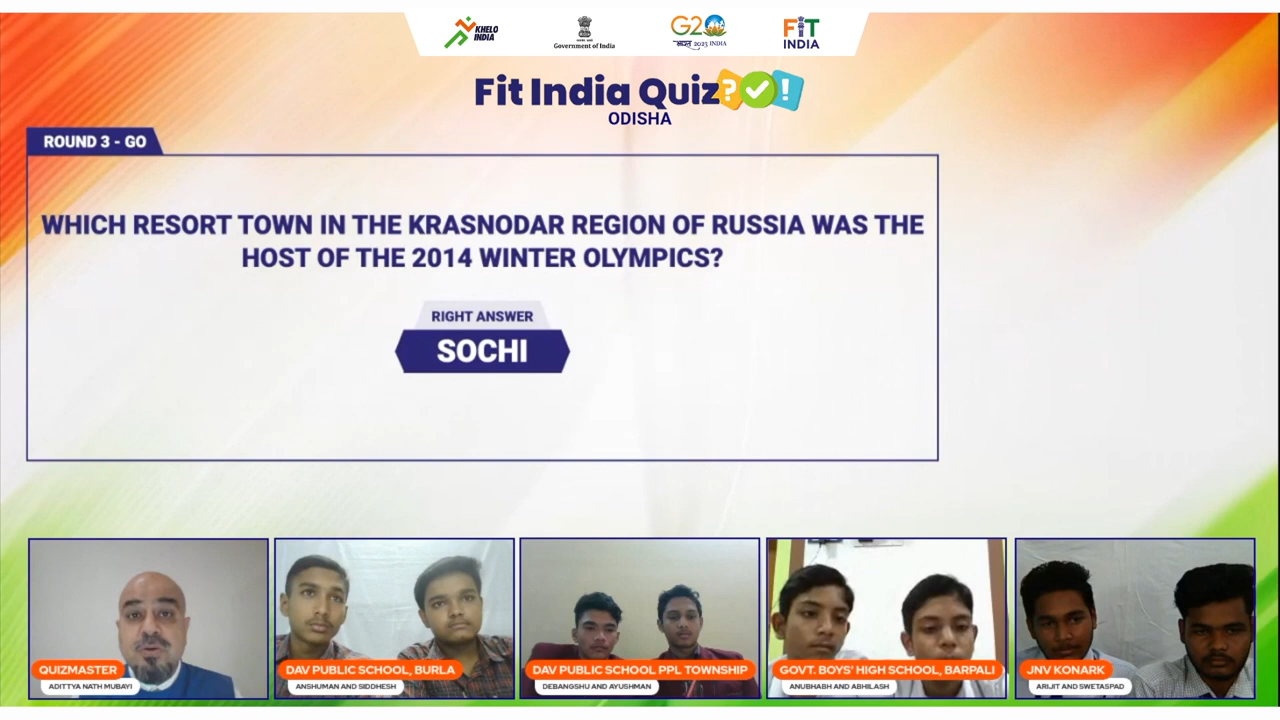 KHELO
INDIA
Government of India
G20
भारत 2023 INDIA
FIT
INDIA
Fit India Quiz?!
ODISHA
ROUND 3 - GO
WHICH RESORT TOWN IN THE KRASNODAR REGION OF RUSSIA WAS THE
HOST OF THE 2014 WINTER OLYMPICS?
RIGHT ANSWER
SOCHI
QUIZMASTER
ADITTYA NATH MUBAYI
DAV PUBLIC SCHOOL, BURLA
ANSHUMAN AND SIDDHESH
DAV PUBLIC SCHOOL PPL TOWNSHIP
DEBANGSHU AND AYUSHMAN
GOVT. BOYS' HIGH SCHOOL, BARPALI
ANUBHABH AND ABHILASH
JNV KONARK
ARIJIT AND SWETASPAD